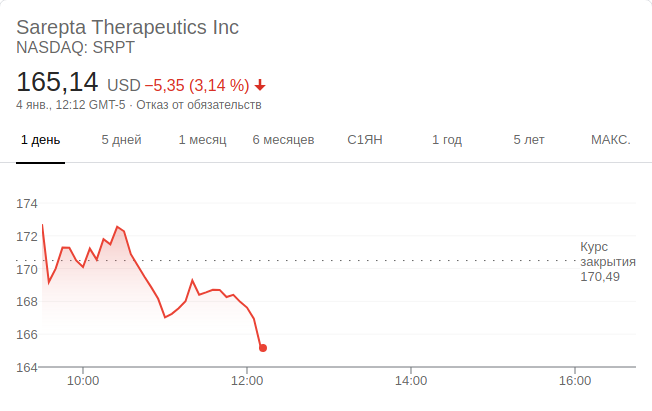 Sarepta Therapeutics Inc
NASDAQ: SRPT
165,14 USD −5,35 (3,14 %)
4 янв., 12:12 GMT-5 · Отказ от обязательств
1 день 5 дней 1 месяц 6 месяцев С1ЯН 1 год 5 лет МАКС.
174
172
170
168
166
164
Курс
закрытия
170,49
10:00 12:00 14:00 16:00